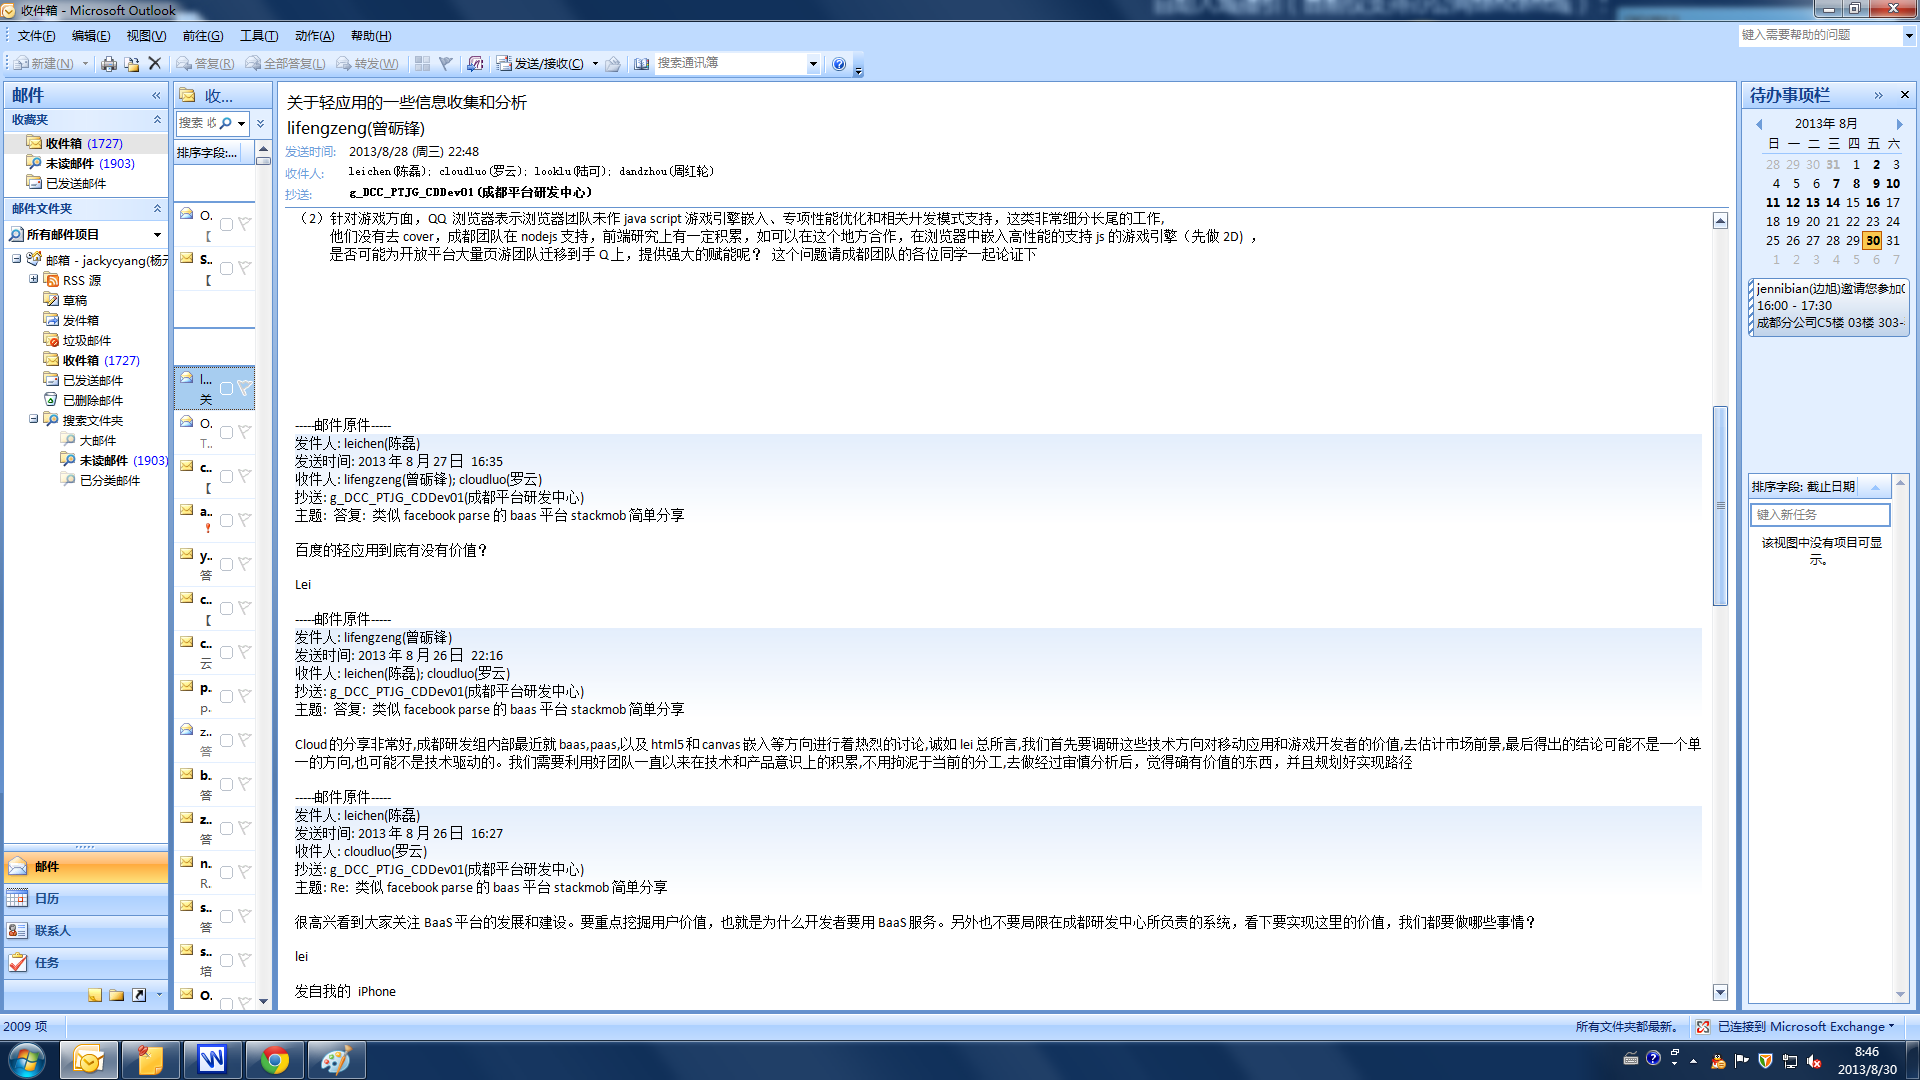 收件箱 - Microsoft Outlook
文件(F) 编辑(E) 视图(V) 前往(G) 工具(T) 动作(A) 帮助(H)
键入需要帮助的问题
新建(N) 答复(R) 全部答复(L) 转发(W) 发送/接收(C) 搜索通讯簿
邮件
收藏夹
收件箱 (1727)
未读邮件 (1903)
已发送邮件
邮件文件夹
所有邮件项目
邮箱 - jackycyang(杨
RSS 源
草稿
发件箱
垃圾邮件
收件箱 (1727)
已发送邮件
已删除邮件
搜索文件夹
大邮件
未读邮件 (1903)
已分类邮件
邮件
日历
联系人
任务
收...
搜索 收
排序字段:...
O.
【
S.
【
l...
关
O.
T...
c.
【
a.
y.
答
c.
【
c.
云
p.
p.
z..
答
b.
答
z.
答
n.
R.
s.
答
s.
培
O.
关于轻应用的一些信息收集和分析
lifengzeng(曾砺锋)
发送时间: 2013/8/28 (周三) 22:48
收件人: leichen(陈磊); cloudluo(罗云); looklu(陆可); dandzhou(周红轮)
抄送: g_DCC_PTJG_CDDev01(成都平台研发中心)
（2）针对游戏方面，QQ 浏览器表示浏览器团队未作 java script 游戏引擎嵌入、专项性能优化和相关开发模式支持，这类非常细分长尾的工作,
他们没有去 cover，成都团队在 nodejs 支持，前端研究上有一定积累，如可以在这个地方合作，在浏览器中嵌入高性能的支持 js 的游戏引擎（先做 2D) ，
是否可能为开放平台大量页游团队迁移到手 Q 上，提供强大的赋能呢？ 这个问题请成都团队的各位同学一起论证下
-----邮件原件-----
发件人: leichen(陈磊)
发送时间: 2013 年 8 月 27 日 16:35
收件人: lifengzeng(曾砺锋); cloudluo(罗云)
抄送: g_DCC_PTJG_CDDev01(成都平台研发中心)
主题: 答复: 类似 facebook parse 的 baas 平台 stackmob 简单分享
百度的轻应用到底有没有价值？
Lei
-----邮件原件-----
发件人: lifengzeng(曾砺锋)
发送时间: 2013 年 8 月 26 日 22:16
收件人: leichen(陈磊); cloudluo(罗云)
抄送: g_DCC_PTJG_CDDev01(成都平台研发中心)
主题: 答复: 类似 facebook parse 的 baas 平台 stackmob 简单分享
Cloud 的分享非常好,成都研发组内部最近就 baas,paas,以及 html5 和 canvas 嵌入等方向进行着热烈的讨论,诚如 lei 总所言,我们首先要调研这些技术方向对移动应用和游戏开发者的价值,去估计市场前景,最后得出的结论可能不是一个单
一的方向,也可能不是技术驱动的。我们需要利用好团队一直以来在技术和产品意识上的积累,不用拘泥于当前的分工,去做经过审慎分析后，觉得确有价值的东西，并且规划好实现路径
-----邮件原件-----
发件人: leichen(陈磊)
发送时间: 2013 年 8 月 26 日 16:27
收件人: cloudluo(罗云)
抄送: g_DCC_PTJG_CDDev01(成都平台研发中心)
主题: Re: 类似 facebook parse 的 baas 平台 stackmob 简单分享
很高兴看到大家关注 BaaS 平台的发展和建设。要重点挖掘用户价值，也就是为什么开发者要用 BaaS 服务。另外也不要局限在成都研发中心所负责的系统，看下要实现这里的价值，我们都要做哪些事情？
lei
发自我的 iPhone
待办事项栏
2013年 8月
日 一 二 三 四 五 六
28 29 30 31 1 2 3
4 5 6 7 8 9 10
11 12 13 14 15 16 17
18 19 20 21 22 23 24
25 26 27 28 29 30 31
1 2 3 4 5 6 7
jennibian(边旭)邀请您参加
16:00 - 17:30
成都分公司C5楼 03楼 303-
排序字段: 截止日期
键入新任务
该视图中没有项目可显
示。
2009 项
所有文件夹都最新。 已连接到 Microsoft Exchange
8:46
2013/8/30